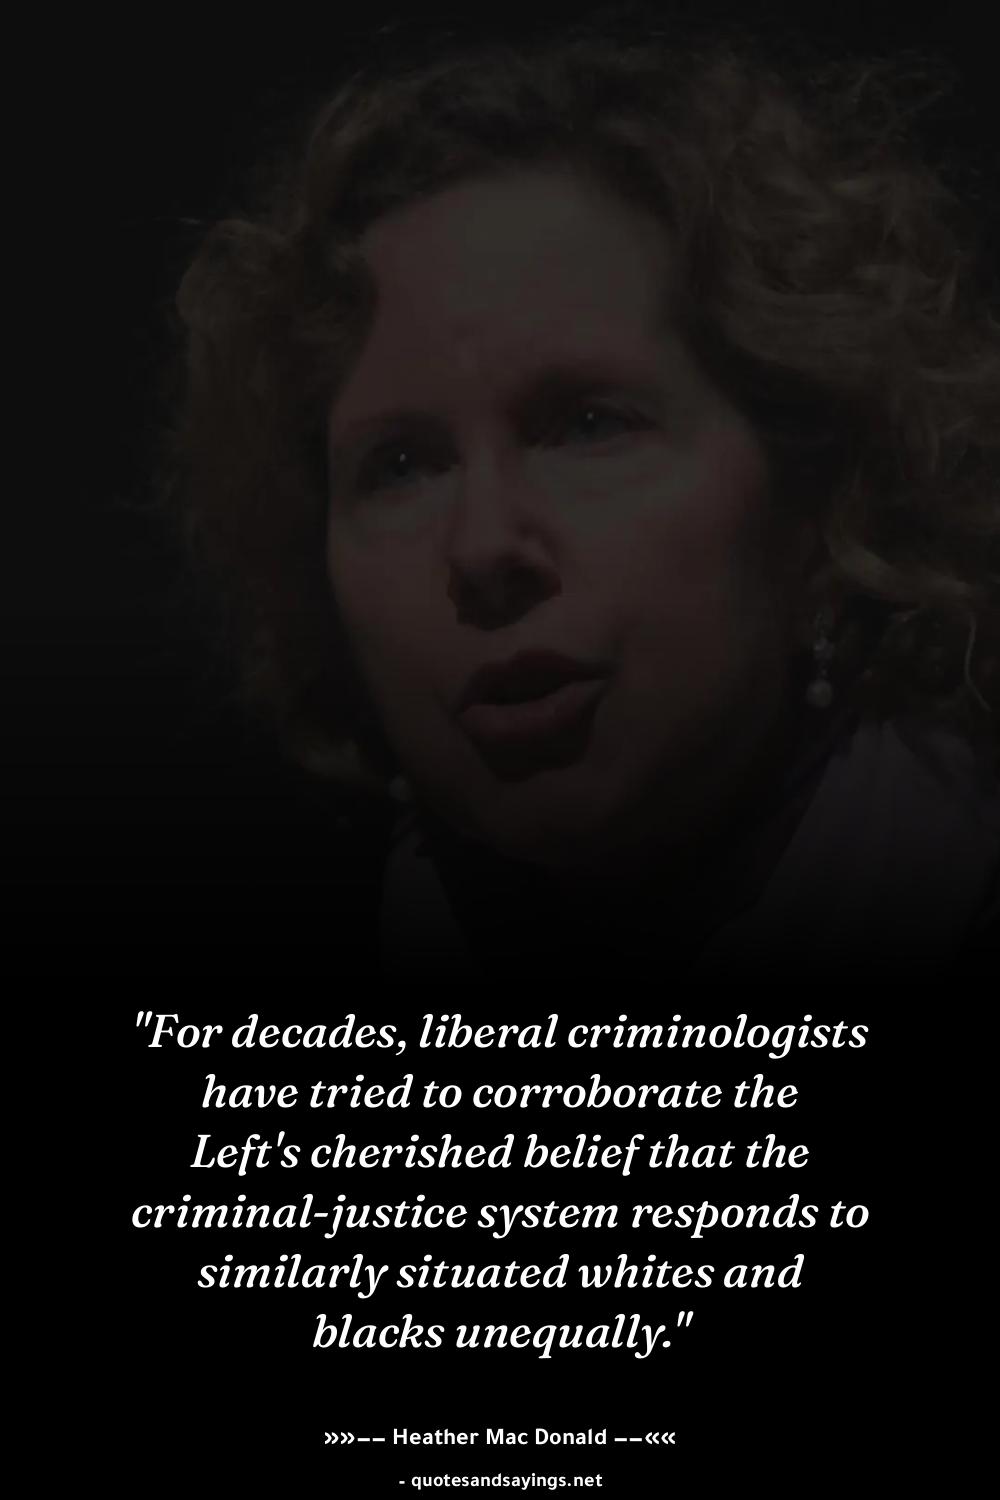 "For decades, liberal criminologists
have tried to corroborate the
Left's cherished belief that the
criminal-justice system responds to
similarly situated whites and
blacks unequally."
»»–– Heather Mac Donald ––««
- quotesandsayings.net